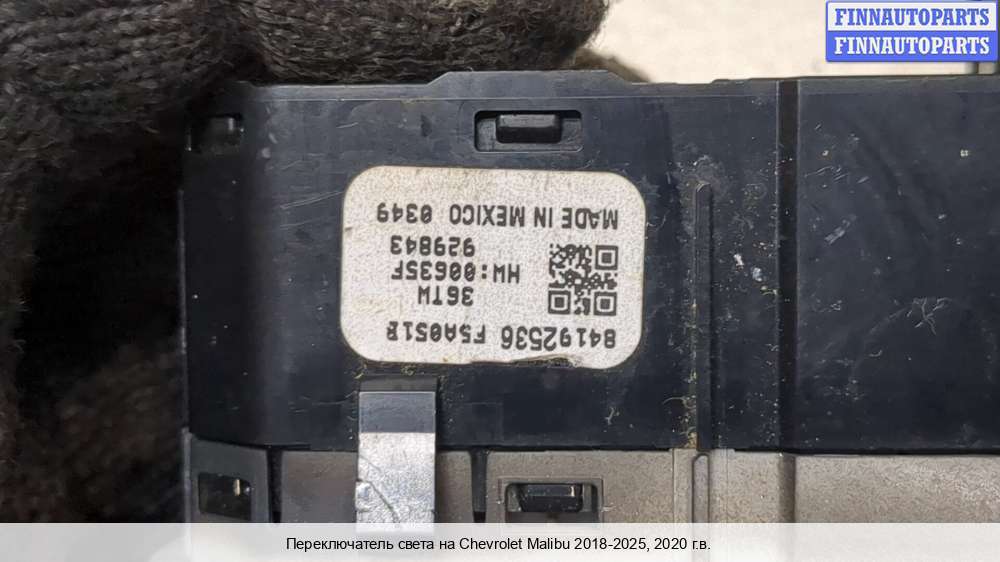 FINNAUTOPARTS
FINNAUTOPARTS
84192536 F5A051B
36TW
HW:00635F
929843
MADE IN MEXICO 0349
Переключатель света на Chevrolet Malibu 2018-2025, 2020 г.в.